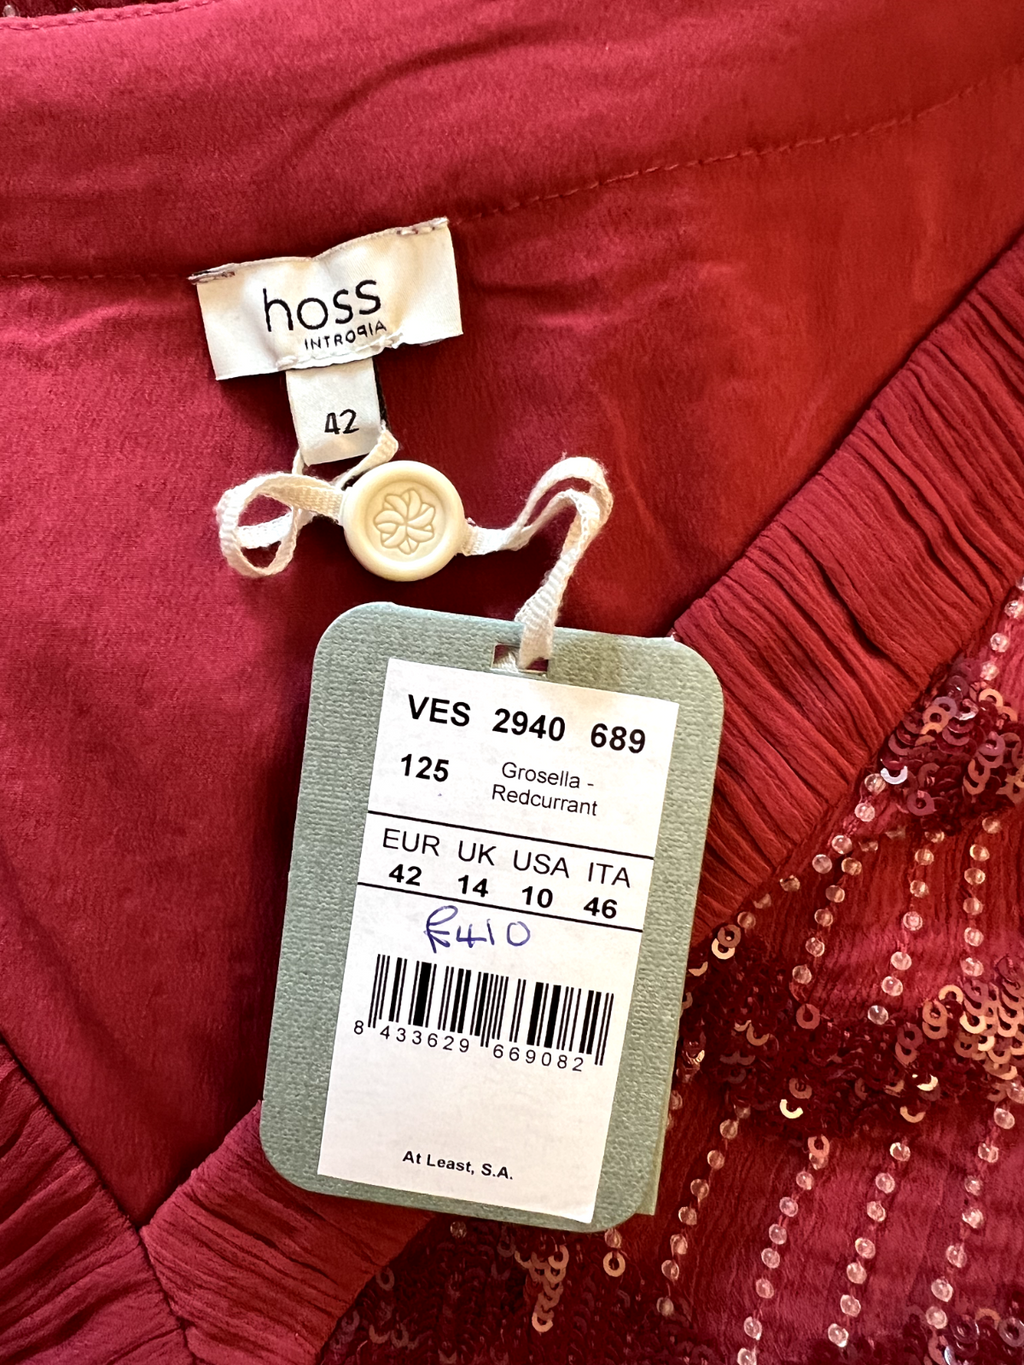 hoss
INTROPIA
42
VES 2940 689
125 Grosella -
Redcurrant
EUR UK USA ITA
42 14 10 46
£410
8 433629 669082
At Least, S.A.